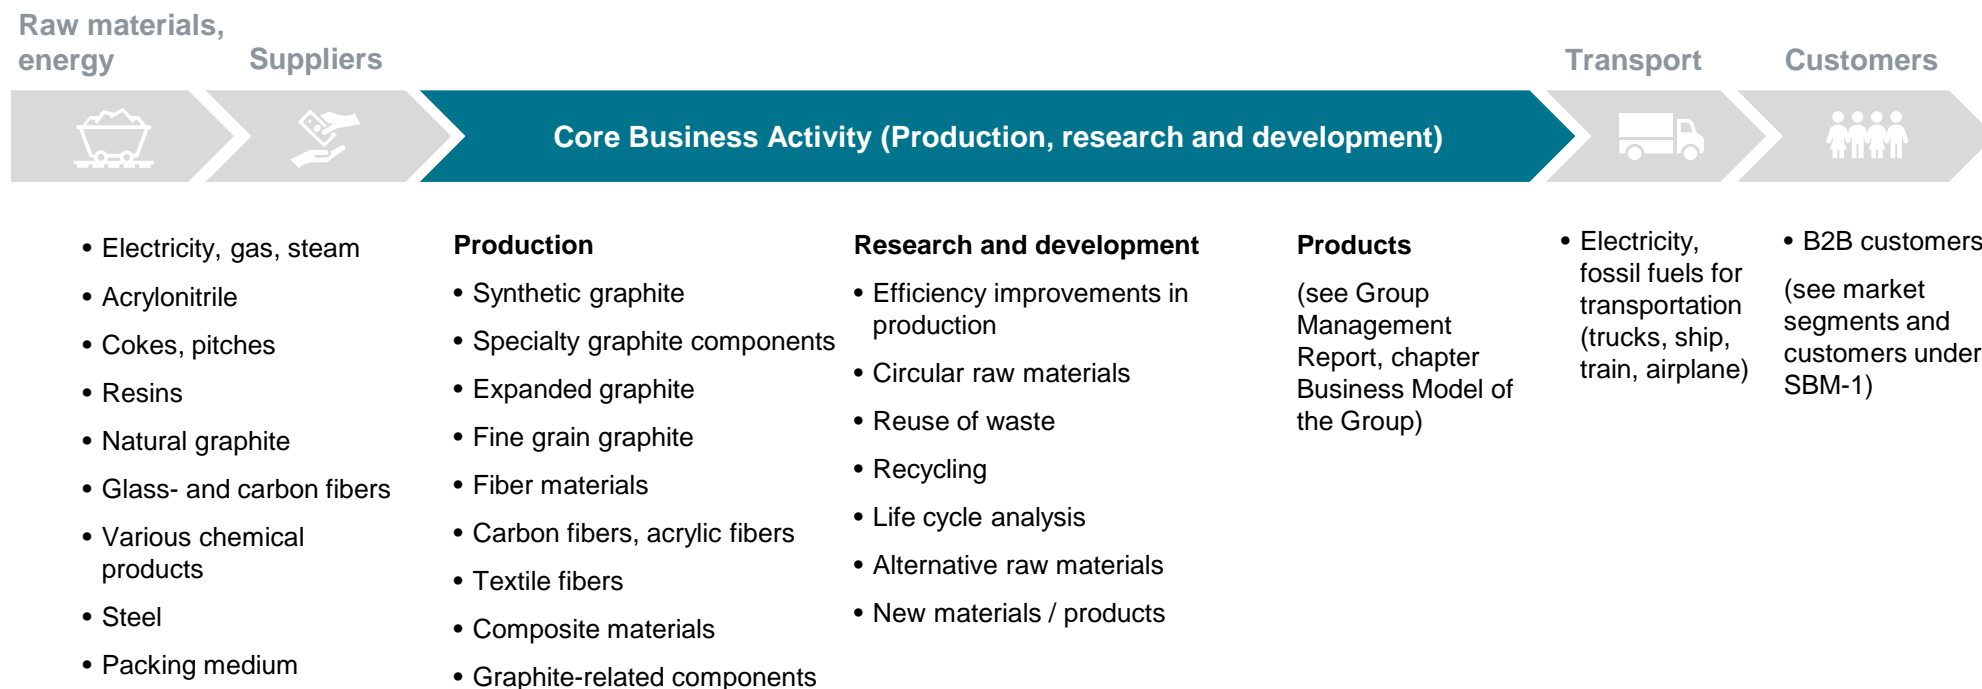 Raw materials,
energy
Suppliers
Transport
Customers
Core Business Activity (Production, research and development)
• Electricity, gas, steam
• Acrylonitrile
• Cokes, pitches
• Resins
• Natural graphite
• Glass- and carbon fibers
• Various chemical
products
• Steel
• Packing medium
Production
• Synthetic graphite
• Specialty graphite components
• Expanded graphite
• Fine grain graphite
• Fiber materials
• Carbon fibers, acrylic fibers
• Textile fibers
• Composite materials
• Graphite-related components
Research and development
• Efficiency improvements in
production
• Circular raw materials
• Reuse of waste
• Recycling
• Life cycle analysis
• Alternative raw materials
• New materials / products
Products
(see Group
Management
Report, chapter
Business Model of
the Group)
• Electricity,
fossil fuels for
transportation
(trucks, ship,
train, airplane)
• B2B customers
(see market
segments and
customers under
SBM-1)